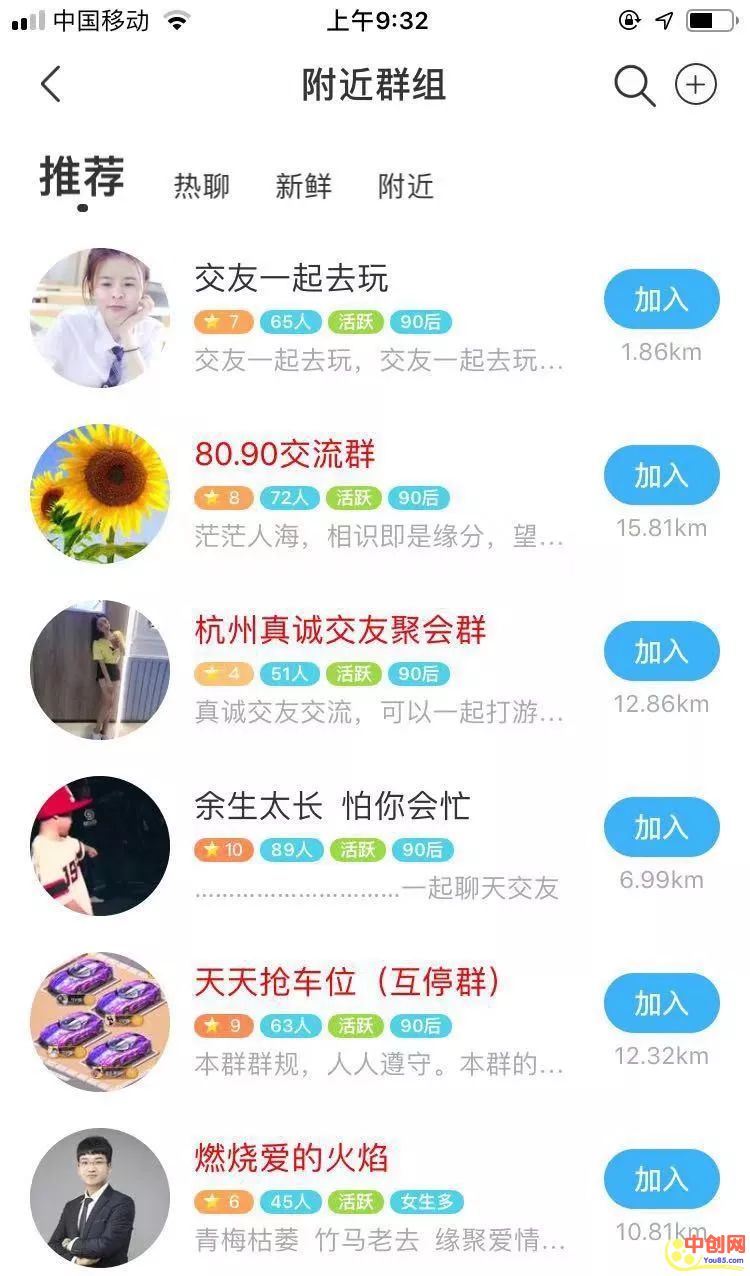 中国移动 上午9:32
附近群组
推荐 热聊 新鲜 附近
交友一起去玩
7 65人 活跃 90后
加入
交友一起去玩，交友一起去玩...
1.86km
80.90交流群
8 72人 活跃 90后
加入
茫茫人海，相识即是缘分，望...
15.81km
杭州真诚交友聚会群
4 51人 活跃 90后
加入
真诚交友交流，可以一起打游...
12.86km
余生太长 怕你会忙
10 89人 活跃 90后
加入
..............................一起聊天交友
6.99km
天天抢车位（互停群）
9 63人 活跃 90后
加入
本群群规，人人遵守。本群的...
12.32km
燃烧爱的火焰
6 45人 活跃 女生多
加入
青梅枯萎 竹马老去 缘聚爱情...
10.81km
中创网
You85.com